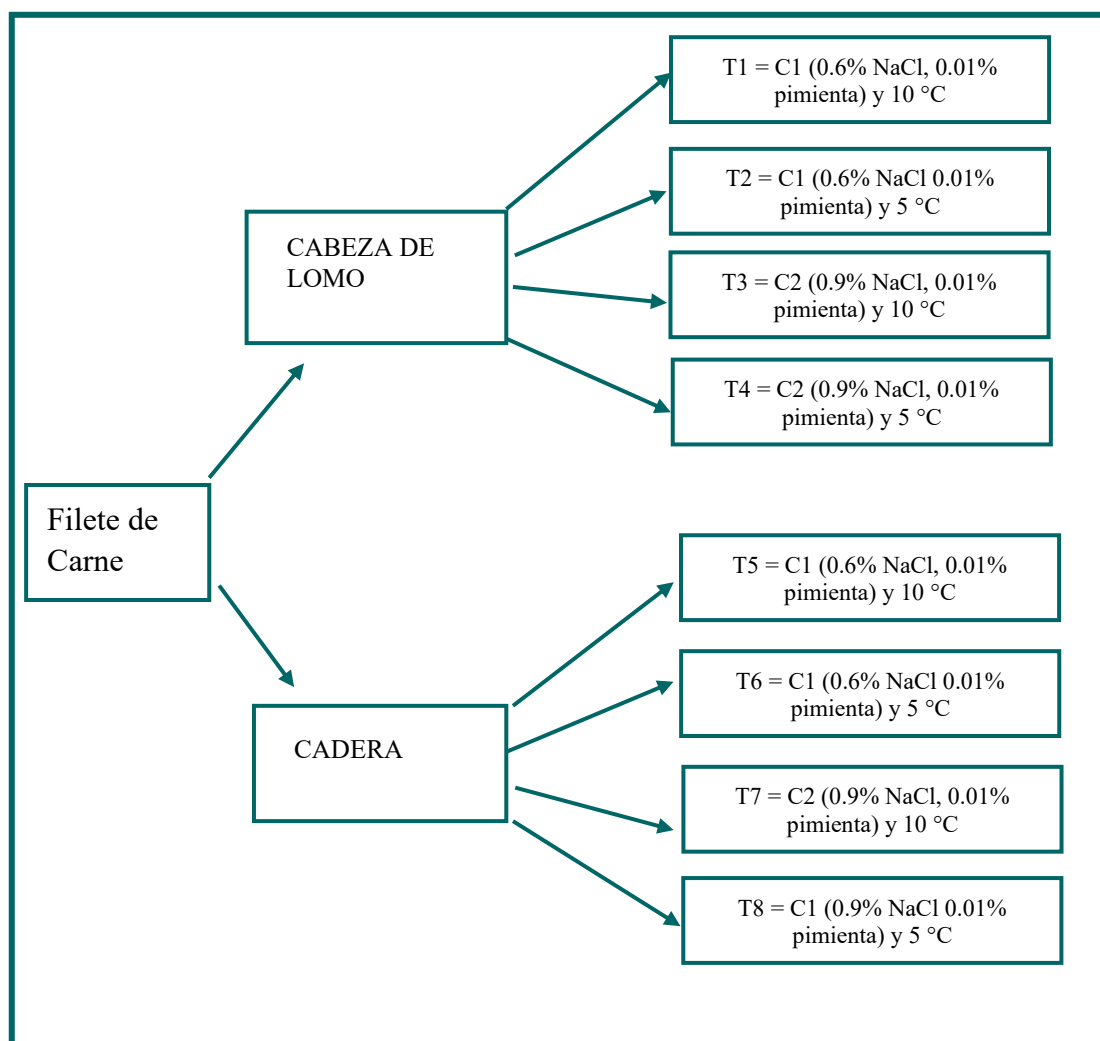 T1 = C1 (0.6% NaCl, 0.01%
pimienta) y 10 °C
T2 = C1 (0.6% NaCl 0.01%
pimienta) y 5 °C
CABEZA DE
LOMO
T3 = C2 (0.9% NaCl, 0.01%
pimienta) y 10 °C
T4 = C2 (0.9% NaCl, 0.01%
pimienta) y 5 °C
Filete de
Carne
T5 = C1 (0.6% NaCl, 0.01%
pimienta) y 10 °C
T6 = C1 (0.6% NaCl 0.01%
pimienta) y 5 °C
CADERA
T7 = C2 (0.9% NaCl, 0.01%
pimienta) y 10 °C
T8 = C1 (0.9% NaCl 0.01%
pimienta) y 5 °C